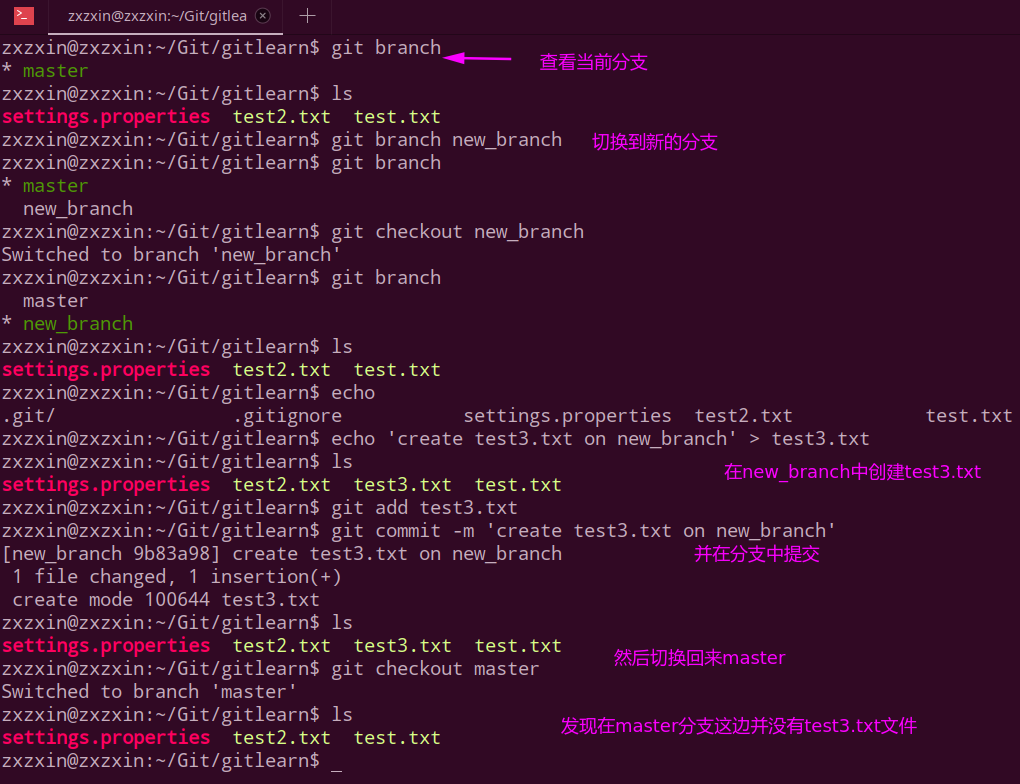 zxzxin@zxzxin:~/Git/gitlea
zxzxin@zxzxin:~/Git/gitlearn$ git branch
查看当前分支
* master
zxzxin@zxzxin:~/Git/gitlearn$ ls
settings.properties  test2.txt  test.txt
zxzxin@zxzxin:~/Git/gitlearn$ git branch new_branch 切换到新的分支
zxzxin@zxzxin:~/Git/gitlearn$ git branch
* master
  new_branch
zxzxin@zxzxin:~/Git/gitlearn$ git checkout new_branch
Switched to branch 'new_branch'
zxzxin@zxzxin:~/Git/gitlearn$ git branch
  master
* new_branch
zxzxin@zxzxin:~/Git/gitlearn$ ls
settings.properties  test2.txt  test.txt
zxzxin@zxzxin:~/Git/gitlearn$ echo
.git/                .gitignore           settings.properties  test2.txt            test.txt
zxzxin@zxzxin:~/Git/gitlearn$ echo 'create test3.txt on new_branch' > test3.txt
zxzxin@zxzxin:~/Git/gitlearn$ ls
在new_branch中创建test3.txt
settings.properties  test2.txt  test3.txt  test.txt
zxzxin@zxzxin:~/Git/gitlearn$ git add test3.txt
zxzxin@zxzxin:~/Git/gitlearn$ git commit -m 'create test3.txt on new_branch'
[new_branch 9b83a98] create test3.txt on new_branch 并在分支中提交
 1 file changed, 1 insertion(+)
 create mode 100644 test3.txt
zxzxin@zxzxin:~/Git/gitlearn$ ls
settings.properties  test2.txt  test3.txt  test.txt
然后切换回来master
zxzxin@zxzxin:~/Git/gitlearn$ git checkout master
Switched to branch 'master'
zxzxin@zxzxin:~/Git/gitlearn$ ls
发现在master分支这边并没有test3.txt文件
settings.properties  test2.txt  test.txt
zxzxin@zxzxin:~/Git/gitlearn$ _